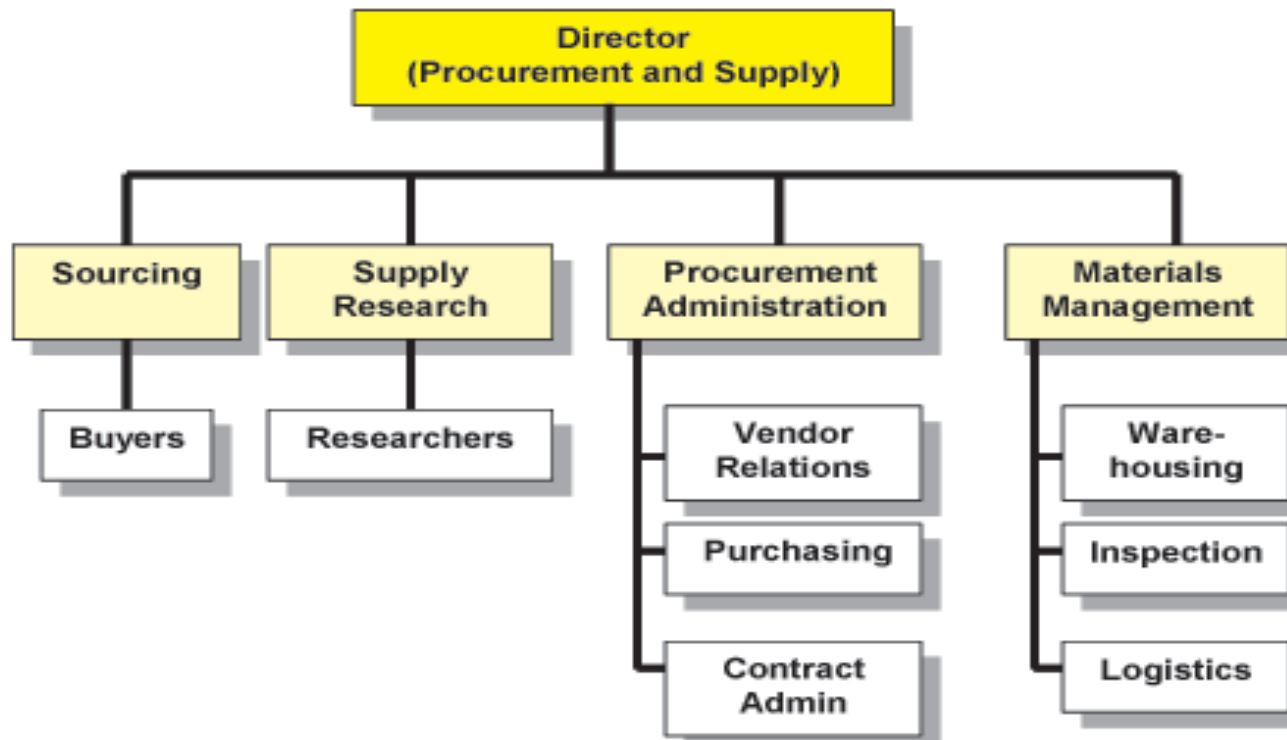 Director
(Procurement and Supply)
Sourcing
Supply
Research
Procurement
Administration
Materials
Management
Buyers
Researchers
Vendor
Relations
Purchasing
Contract
Admin
Ware-
housing
Inspection
Logistics